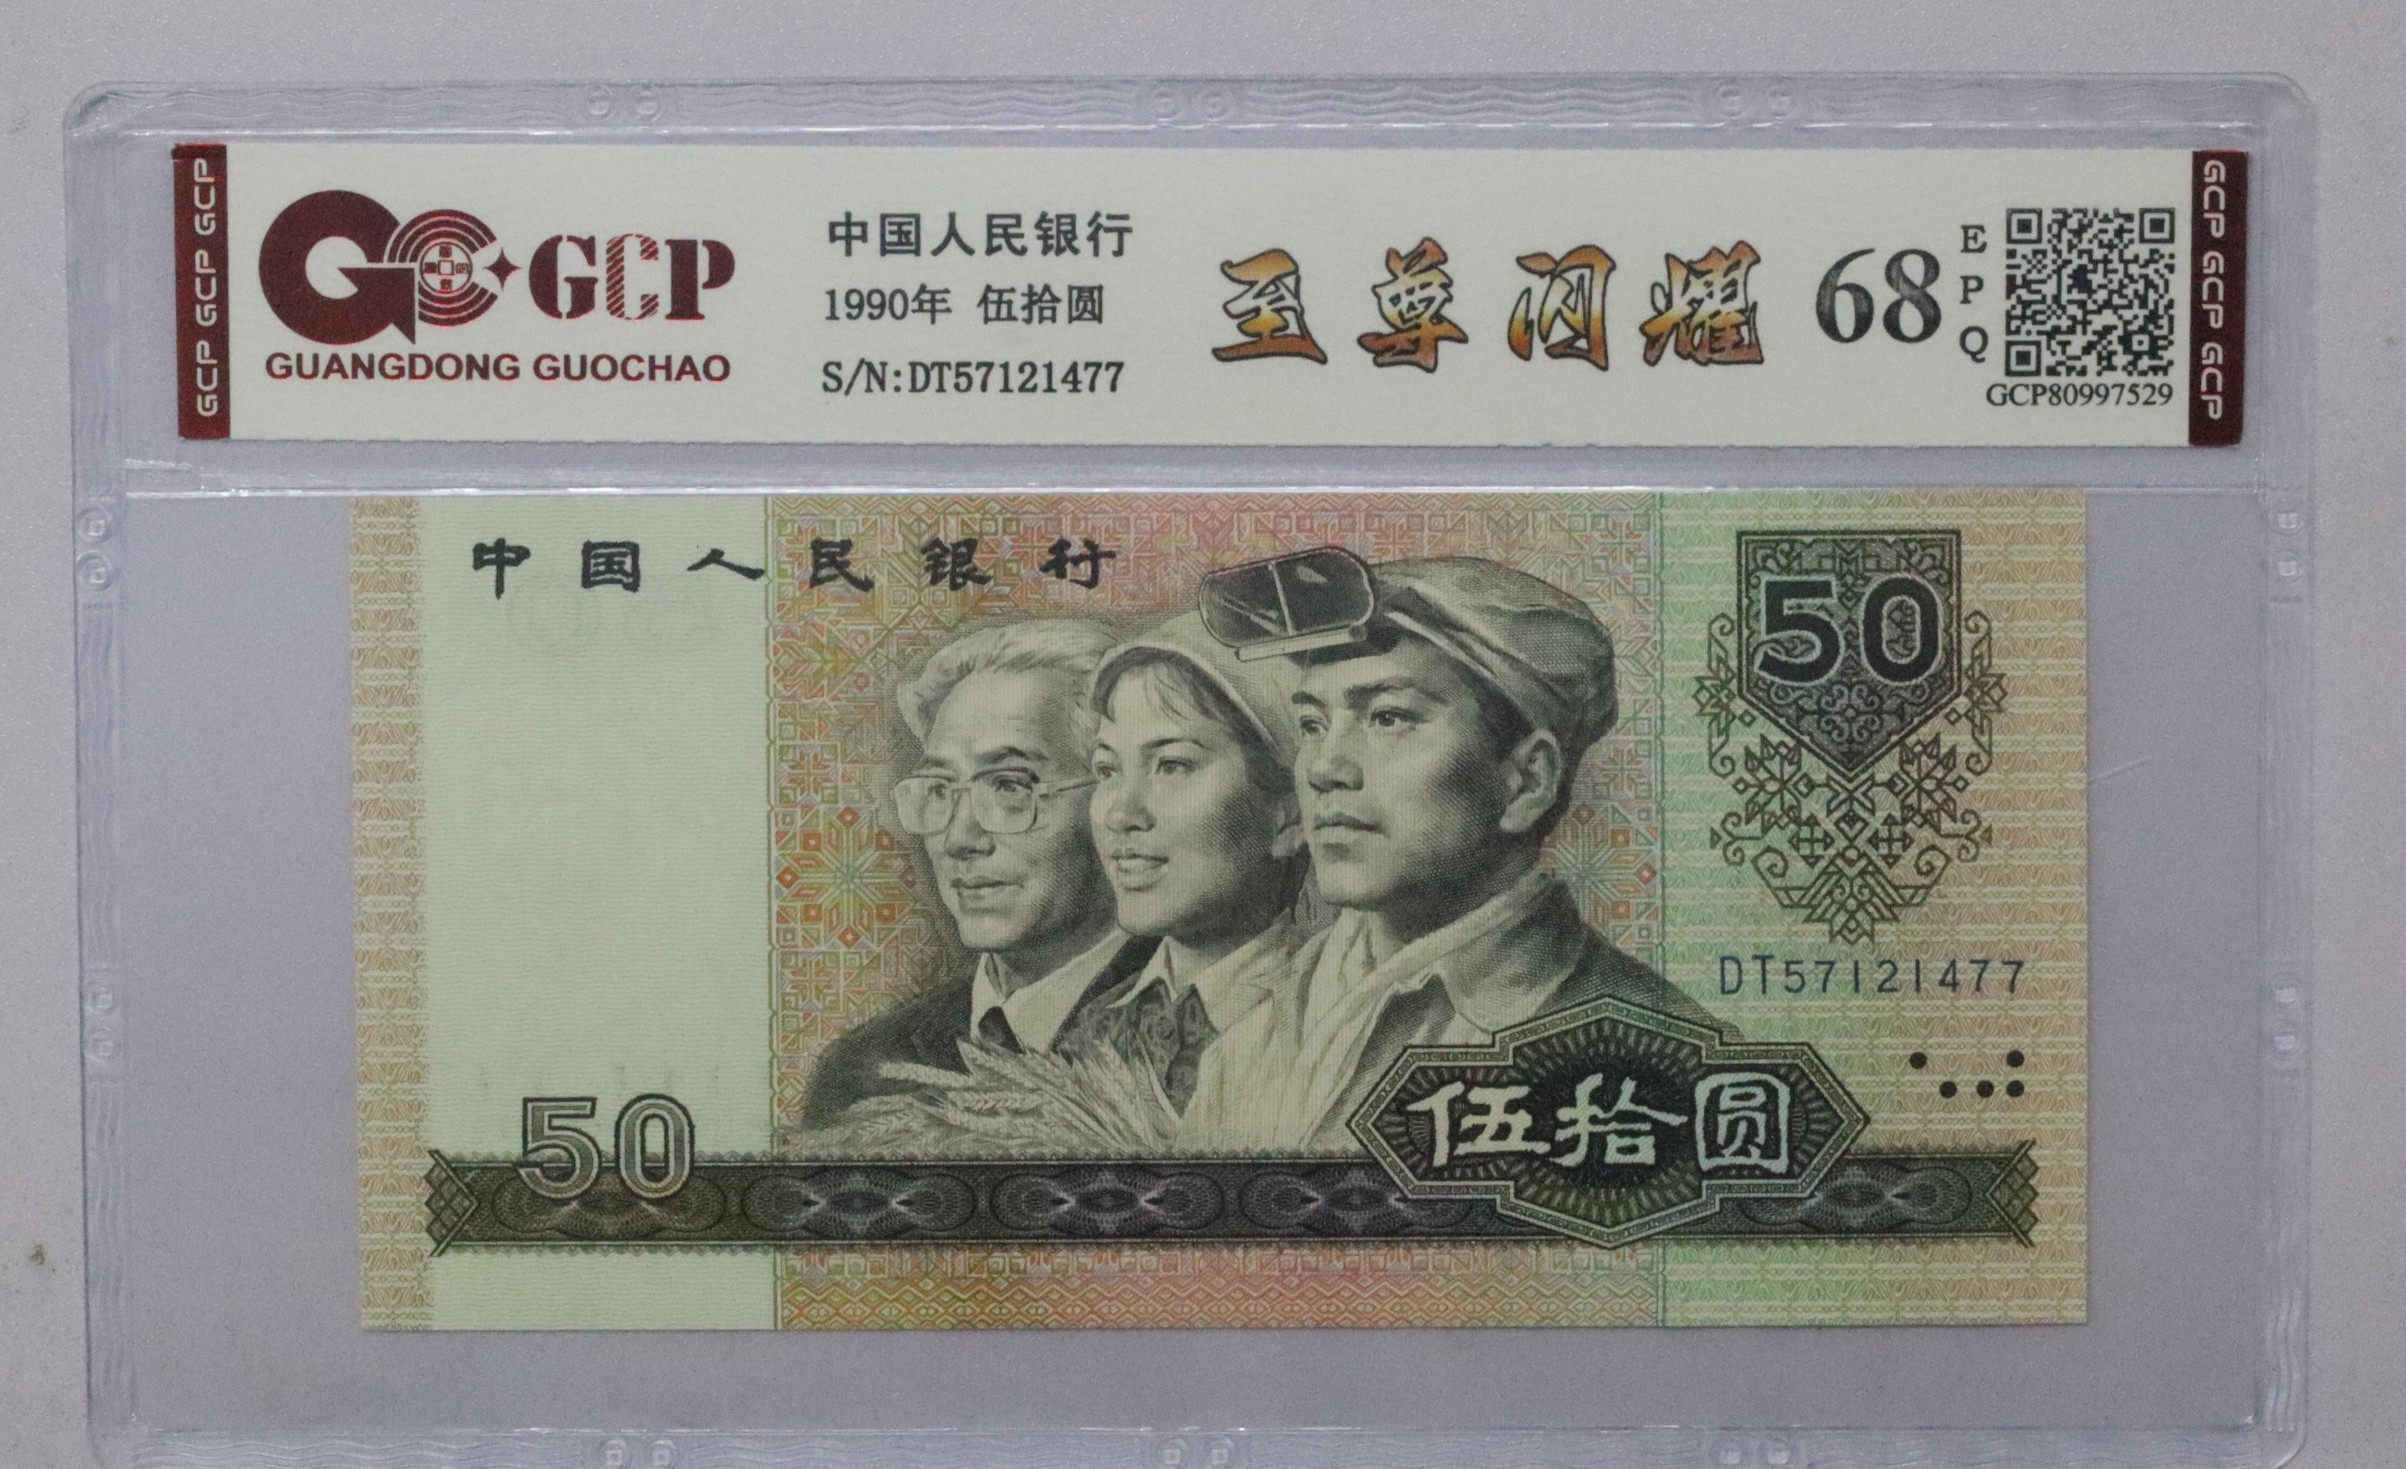 GCP GCP GCP
GCP
GUANGDONG GUOCHAO
中国人民银行
1990年 伍拾圆
S/N:DT57121477
至尊闪耀
68
EPQ
GCP80997529
GCP GCP GCP
中国人民银行
50
DT57121477
50
伍拾圆